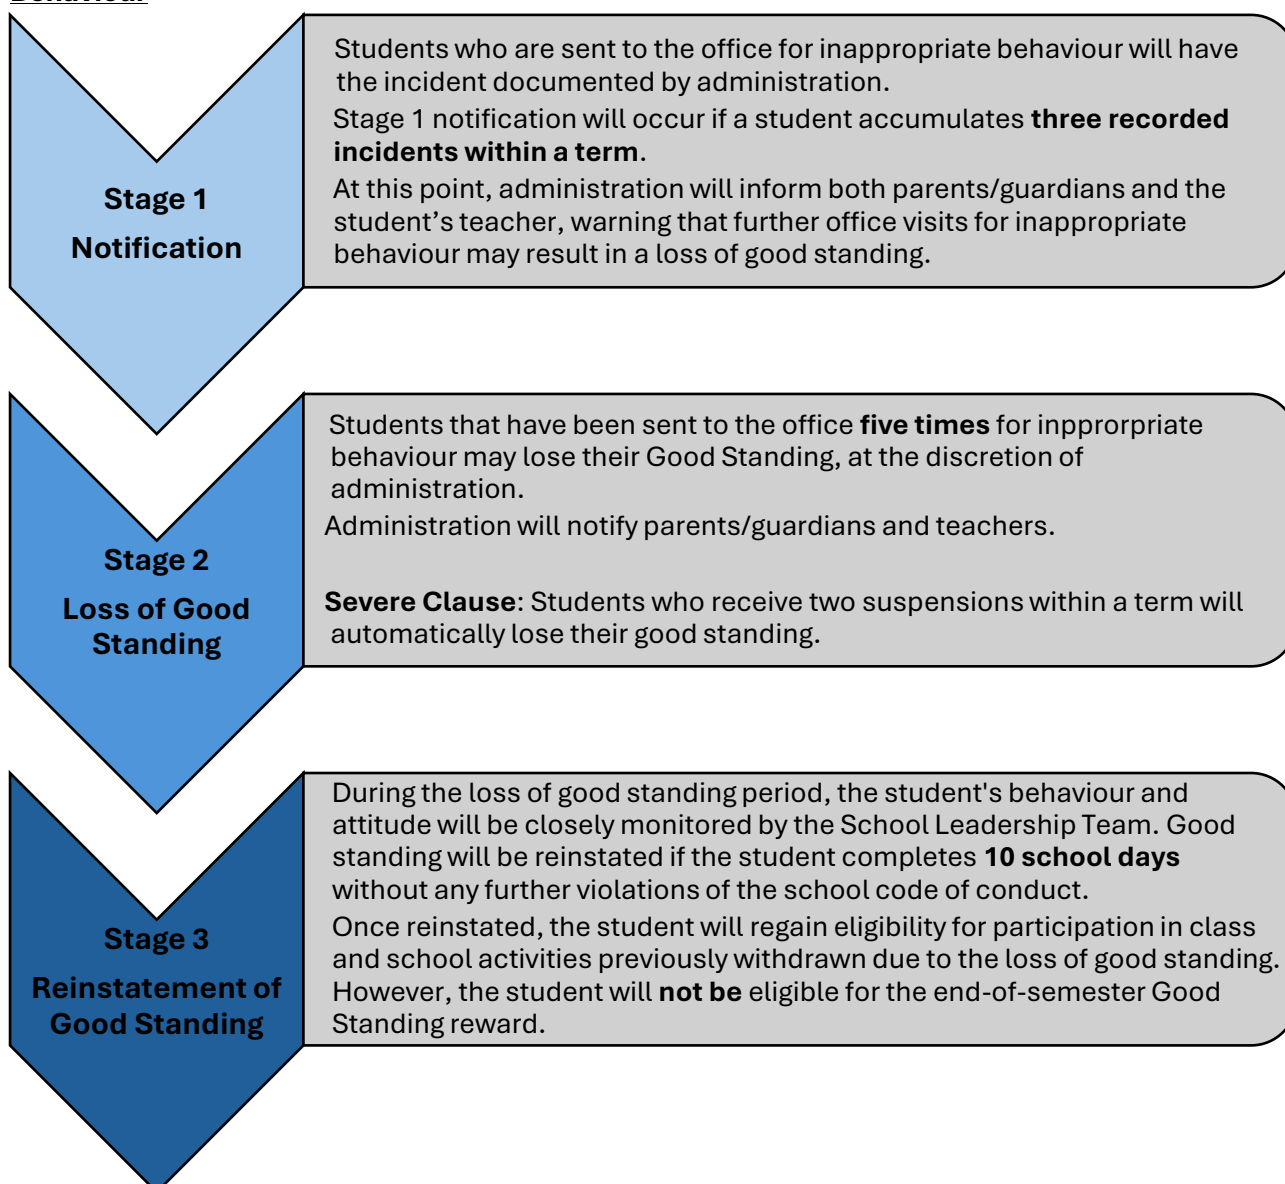 Behaviour
Students who are sent to the office for inappropriate behaviour will have
the incident documented by administration.
Stage 1 notification will occur if a student accumulates three recorded
incidents within a term.
At this point, administration will inform both parents/guardians and the
student’s teacher, warning that further office visits for inappropriate
behaviour may result in a loss of good standing.
Stage 1
Notification
Students that have been sent to the office five times for inpprorpriate
behaviour may lose their Good Standing, at the discretion of
administration.
Administration will notify parents/guardians and teachers.
Severe Clause: Students who receive two suspensions within a term will
automatically lose their good standing.
Stage 2
Loss of Good
Standing
During the loss of good standing period, the student's behaviour and
attitude will be closely monitored by the School Leadership Team. Good
standing will be reinstated if the student completes 10 school days
without any further violations of the school code of conduct.
Once reinstated, the student will regain eligibility for participation in class
and school activities previously withdrawn due to the loss of good standing.
However, the student will not be eligible for the end-of-semester Good
Standing reward.
Stage 3
Reinstatement of
Good Standing